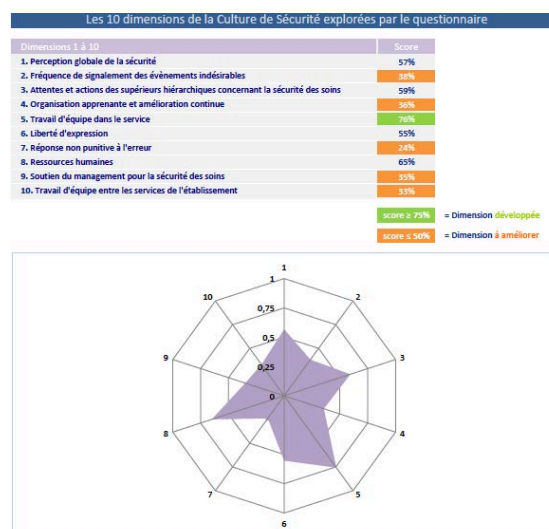 Les 10 dimensions de la Culture de Sécurité explorées par le questionnaire
Dimensions 1 à 10 Score
1. Perception globale de la sécurité 57%
2. Fréquence de signalement des évènements indésirables 38%
3. Attentes et actions des supérieurs hiérarchiques concernant la sécurité des soins 59%
4. Organisation apprenante et amélioration continue 36%
5. Travail d'équipe dans le service 76%
6. Liberté d'expression 55%
7. Réponse non punitive à l'erreur 24%
8. Ressources humaines 65%
9. Soutien du management pour la sécurité des soins 35%
10. Travail d'équipe entre les services de l'établissement 33%
score ≥ 75% = Dimension développée
score ≤ 50% = Dimension à améliorer
1
1
10 2
0,75
0,5
9 3
0,25
0
8 4
7 5
6